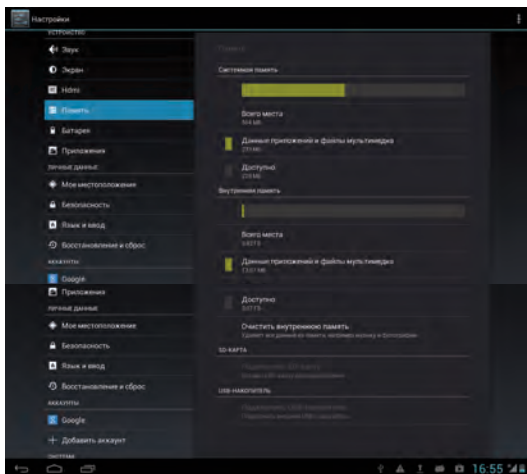 Настройки
УСТРОЙСТВО
Звук
Экран
Hdmi
Память
Батарея
Приложения
ЛИЧНЫЕ ДАННЫЕ
Мое местоположение
Безопасность
Язык и ввод
Восстановление и сброс
АККАУНТЫ
Google
Приложения
ЛИЧНЫЕ ДАННЫЕ
Мое местоположение
Безопасность
Язык и ввод
Восстановление и сброс
АККАУНТЫ
Google
Добавить аккаунт
СИСТЕМА
Память
Системная память
Всего места
Данные приложений и файлы мультимедиа
Доступно
Внутренняя память
Всего места
Данные приложений и файлы мультимедиа
Доступно
Очистить внутреннюю память
SD-КАРТА
USB-НАКОПИТЕЛЬ
16:55